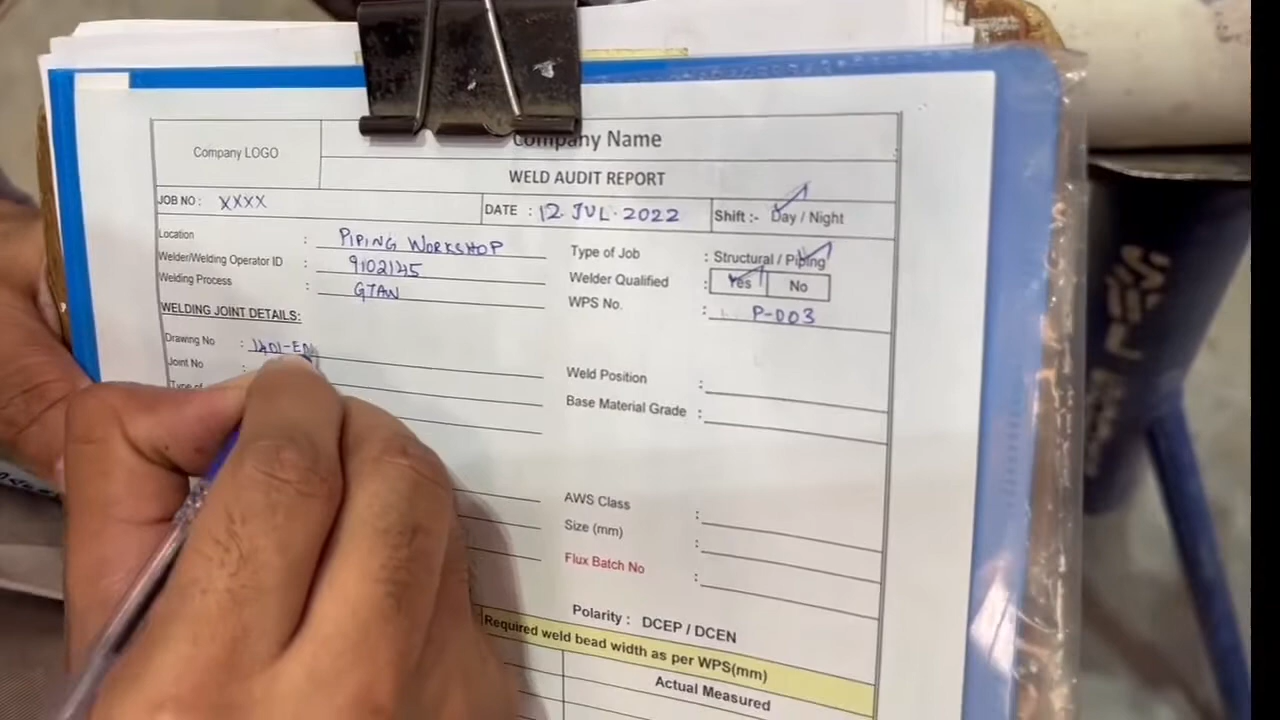 Company Name
Company LOGO
WELD AUDIT REPORT
JOB NO : XXXX DATE : 12 JUL. 2022 Shift :- Day / Night
Location : PIPING WORKSHOP Type of Job : Structural / Piping
Welder/Welding Operator ID : 9102145 Welder Qualified : Yes No
Welding Process : GTAW WPS No. : P-003
WELDING JOINT DETAILS:
Drawing No :
Joint No : Weld Position :
Type of Base Material Grade :
AWS Class :
Size (mm) :
Flux Batch No :
Polarity : DCEP / DCEN
Required weld bead width as per WPS(mm)
Actual Measured